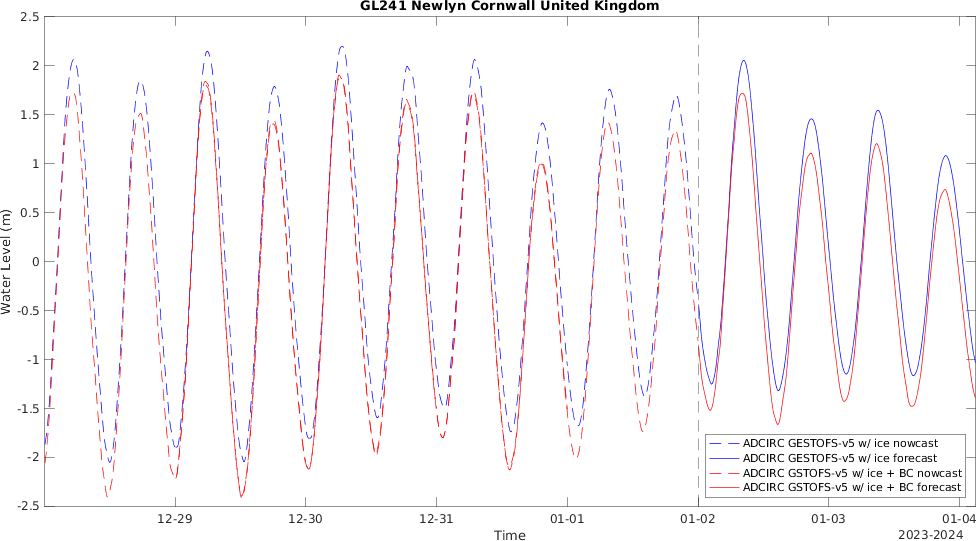 GL241 Newlyn Cornwall United Kingdom
2.5
2
1.5
1
0.5
0
-0.5
-1
-1.5
-2
-2.5
Water Level (m)
ADCIRC GESTOFS-v5 w/ ice nowcast
ADCIRC GESTOFS-v5 w/ ice forecast
ADCIRC GSTOFS-v5 w/ ice + BC nowcast
ADCIRC GSTOFS-v5 w/ ice + BC forecast
12-29 12-30 12-31 01-01 01-02 01-03 01-04
Time
2023-2024